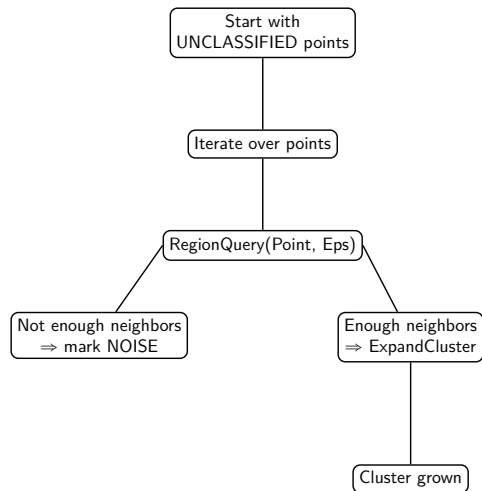 Start with
UNCLASSIFIED points
Iterate over points
RegionQuery(Point, Eps)
Not enough neighbors
⇒ mark NOISE
Enough neighbors
⇒ ExpandCluster
Cluster grown